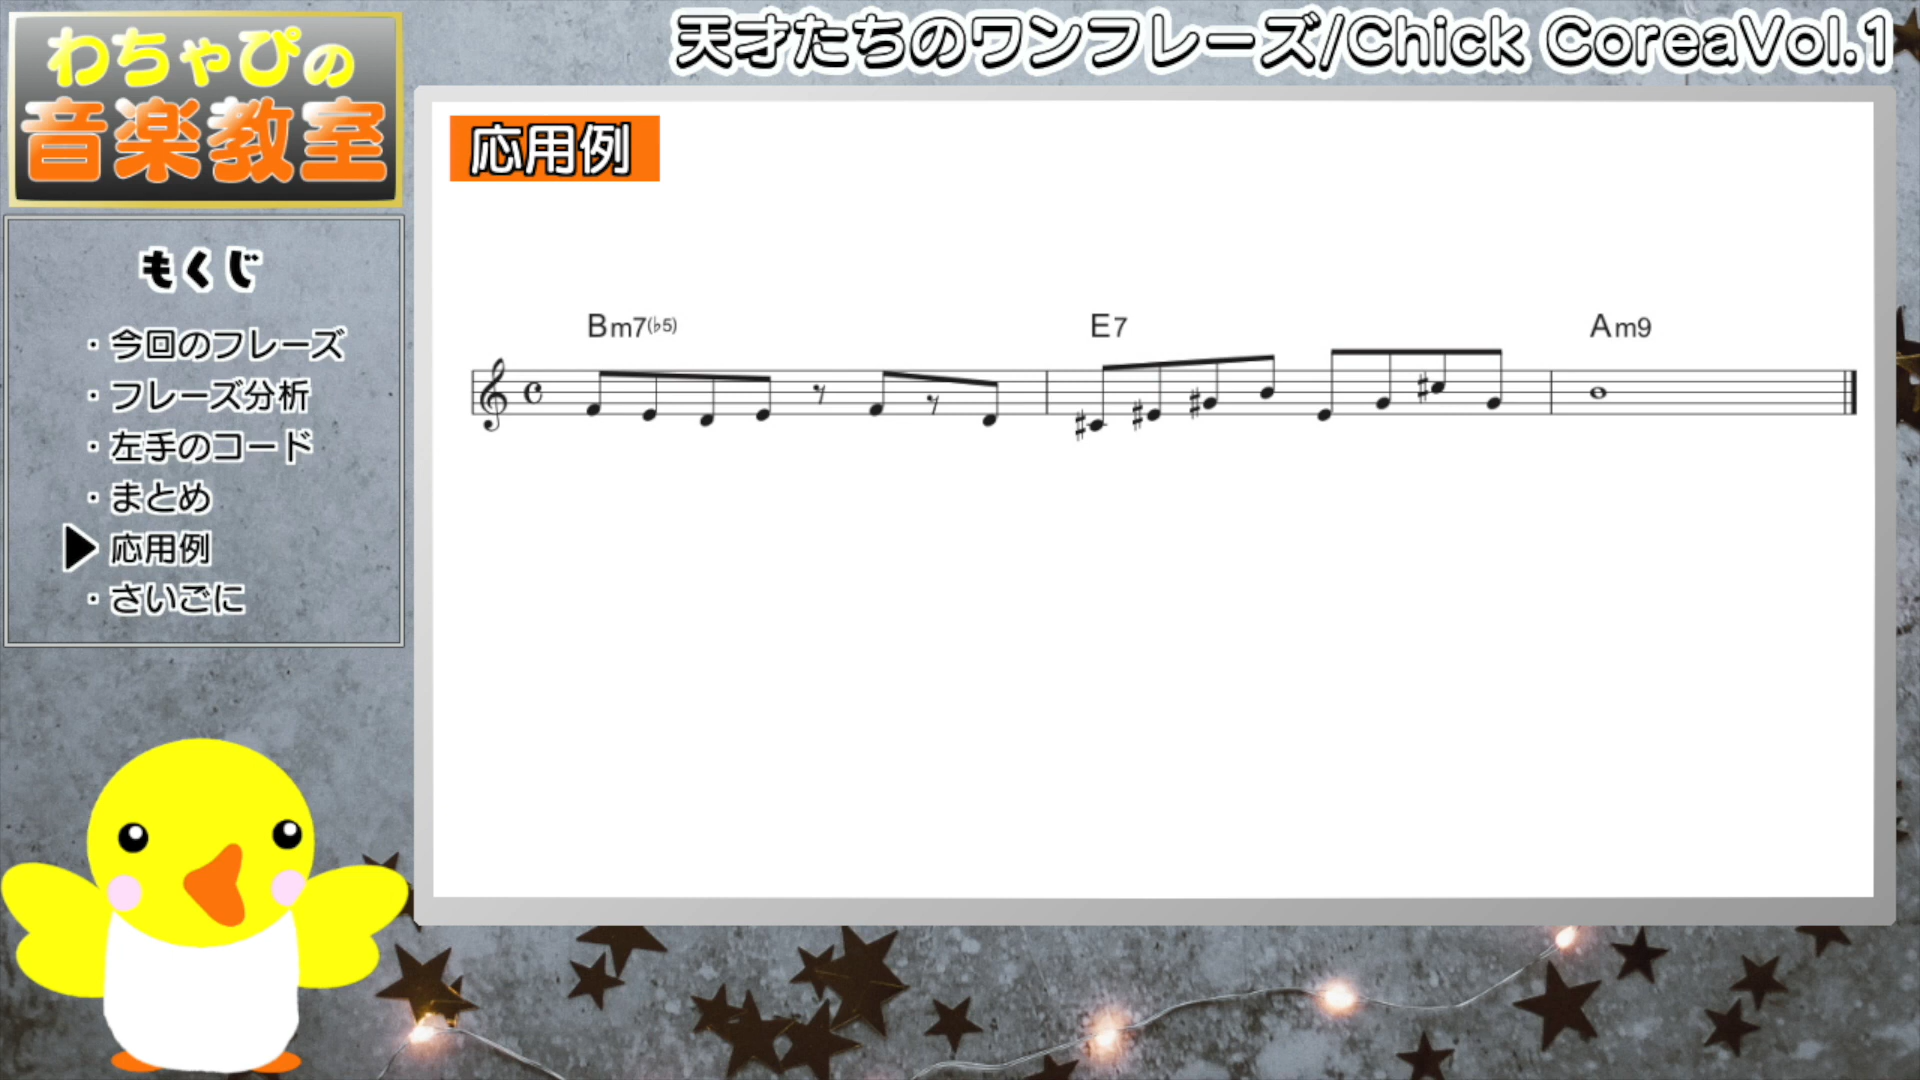 わちゃぴの
音楽教室
天才たちのワンフレーズ/Chick CoreaVol.1
もくじ
・今回のフレーズ
・フレーズ分析
・左手のコード
・まとめ
▶応用例
・さいごに
応用例
Bm7(♭5) E7 Am9